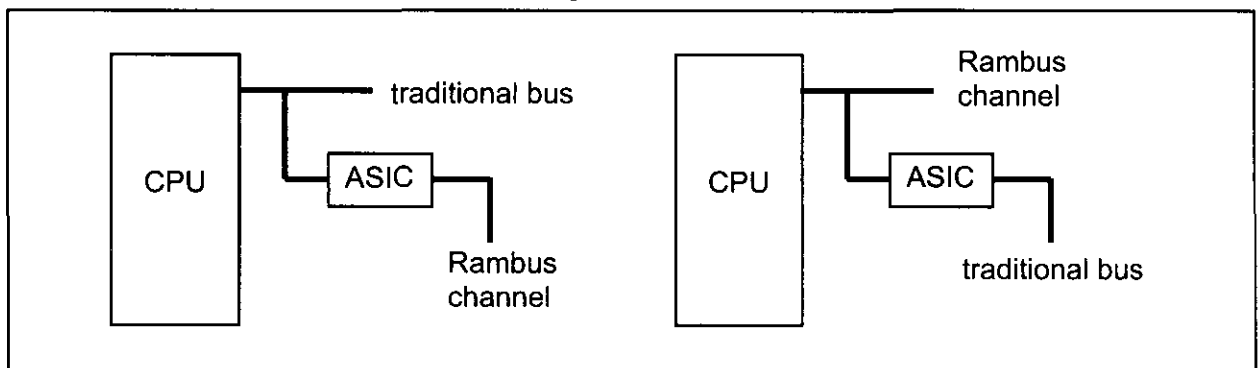 CPU
traditional bus
ASIC
Rambus
channel
CPU
Rambus
channel
ASIC
traditional bus